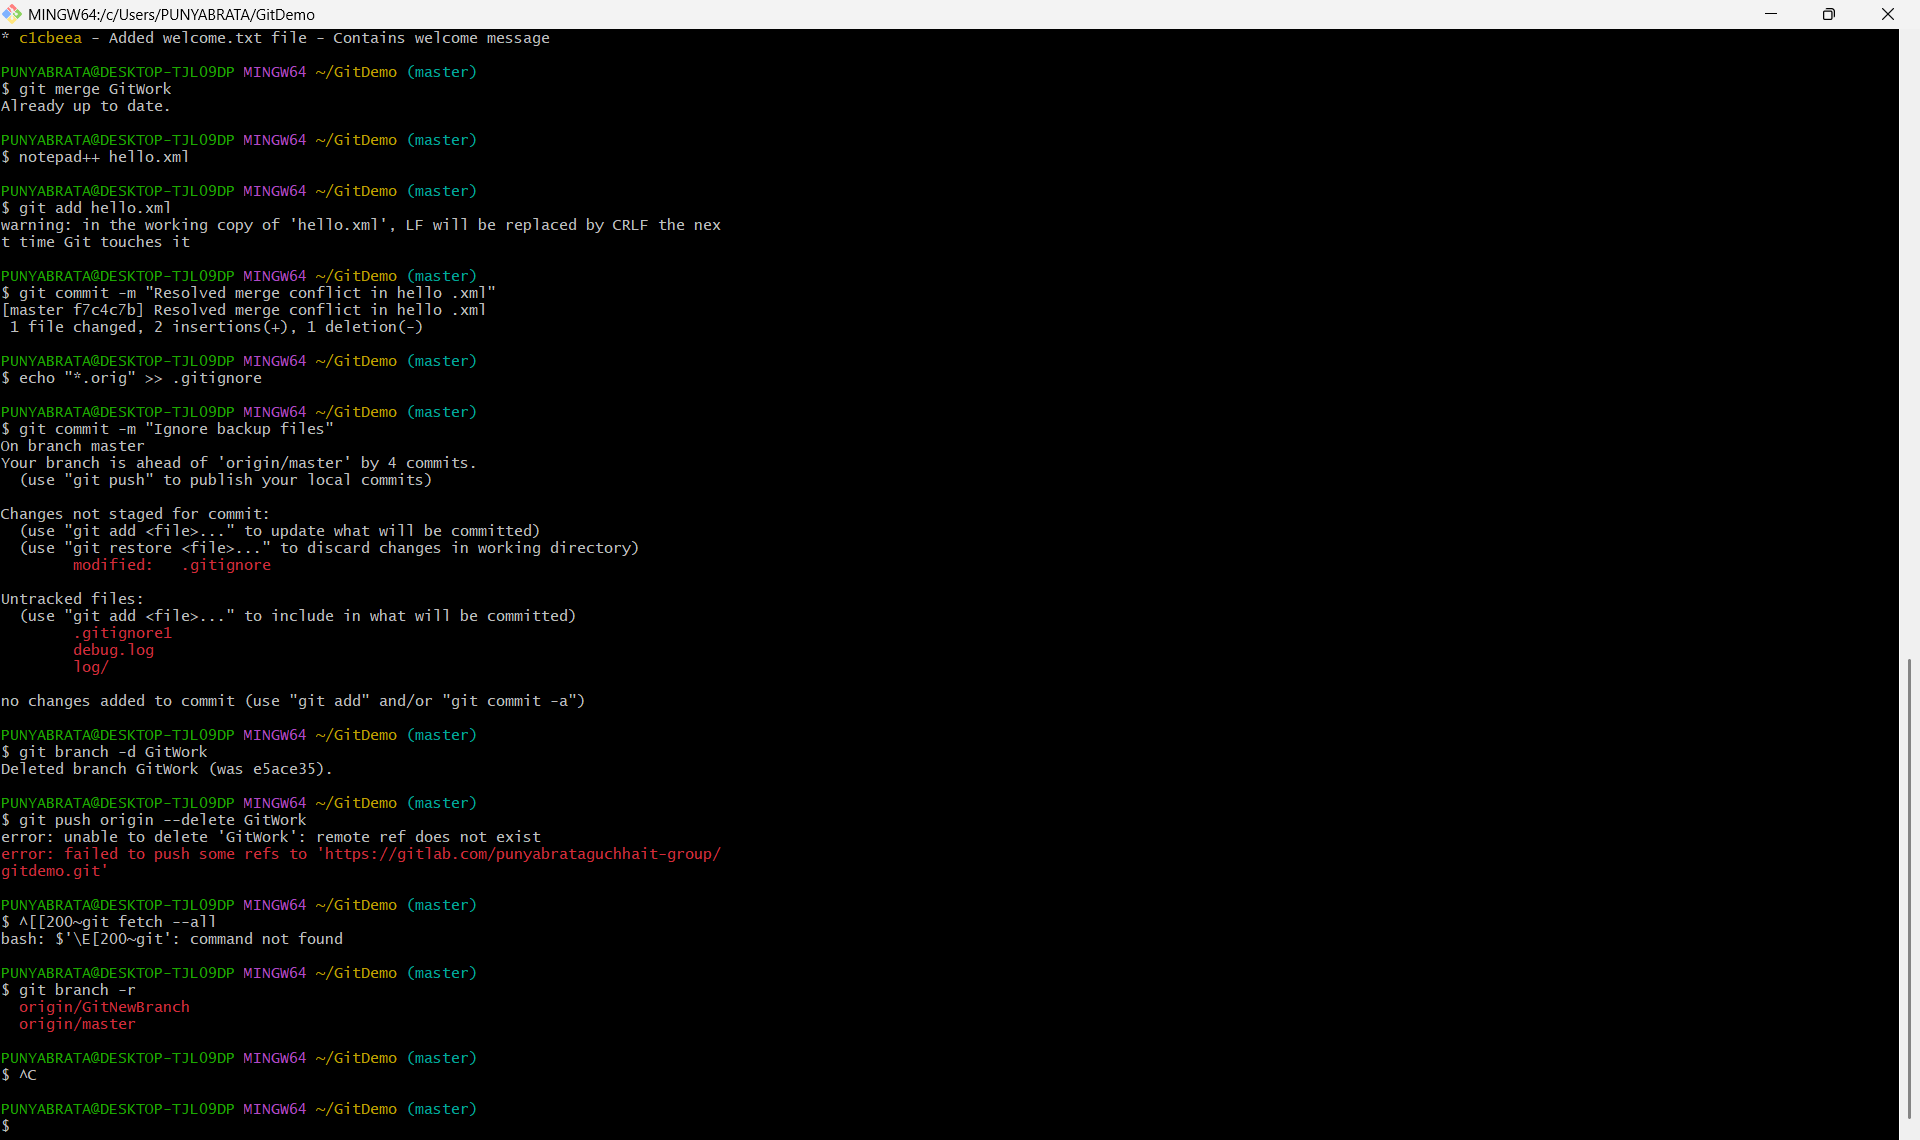 MINGW64:/c/Users/PUNYABRATA/GitDemo
* c1cbeea - Added welcome.txt file - Contains welcome message
PUNYABRATA@DESKTOP-TJLO9DP MINGW64 ~/GitDemo (master)
$ git merge GitWork
Already up to date.
PUNYABRATA@DESKTOP-TJLO9DP MINGW64 ~/GitDemo (master)
$ notepad++ hello.xml
PUNYABRATA@DESKTOP-TJLO9DP MINGW64 ~/GitDemo (master)
$ git add hello.xml
warning: in the working copy of 'hello.xml', LF will be replaced by CRLF the nex
t time Git touches it
PUNYABRATA@DESKTOP-TJLO9DP MINGW64 ~/GitDemo (master)
$ git commit -m "Resolved merge conflict in hello .xml"
[master f7c4c7b] Resolved merge conflict in hello .xml
 1 file changed, 2 insertions(+), 1 deletion(-)
PUNYABRATA@DESKTOP-TJLO9DP MINGW64 ~/GitDemo (master)
$ echo "*.orig" >> .gitignore
PUNYABRATA@DESKTOP-TJLO9DP MINGW64 ~/GitDemo (master)
$ git commit -m "Ignore backup files"
On branch master
Your branch is ahead of 'origin/master' by 4 commits.
  (use "git push" to publish your local commits)
Changes not staged for commit:
  (use "git add <file>..." to update what will be committed)
  (use "git restore <file>..." to discard changes in working directory)
        modified:   .gitignore
Untracked files:
  (use "git add <file>..." to include in what will be committed)
        .gitignore1
        debug.log
        log/
no changes added to commit (use "git add" and/or "git commit -a")
PUNYABRATA@DESKTOP-TJLO9DP MINGW64 ~/GitDemo (master)
$ git branch -d GitWork
Deleted branch GitWork (was e5ace35).
PUNYABRATA@DESKTOP-TJLO9DP MINGW64 ~/GitDemo (master)
$ git push origin --delete GitWork
error: unable to delete 'GitWork': remote ref does not exist
error: failed to push some refs to 'https://gitlab.com/punyabrataguchhait-group/
gitdemo.git'
PUNYABRATA@DESKTOP-TJLO9DP MINGW64 ~/GitDemo (master)
$ ^[[200~git fetch --all
bash: $'\E[200~git': command not found
PUNYABRATA@DESKTOP-TJLO9DP MINGW64 ~/GitDemo (master)
$ git branch -r
  origin/GitNewBranch
  origin/master
PUNYABRATA@DESKTOP-TJLO9DP MINGW64 ~/GitDemo (master)
$ ^C
PUNYABRATA@DESKTOP-TJLO9DP MINGW64 ~/GitDemo (master)
$